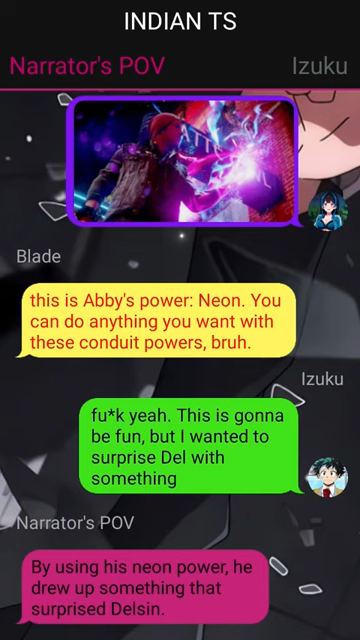 INDIAN TS
Narrator's POV
Izuku
Blade
this is Abby's power: Neon. You
can do anything you want with
these conduit powers, bruh.
Izuku
fu*k yeah. This is gonna
be fun, but I wanted to
surprise Del with
something
Narrator's POV
By using his neon power, he
drew up something that
surprised Delsin.